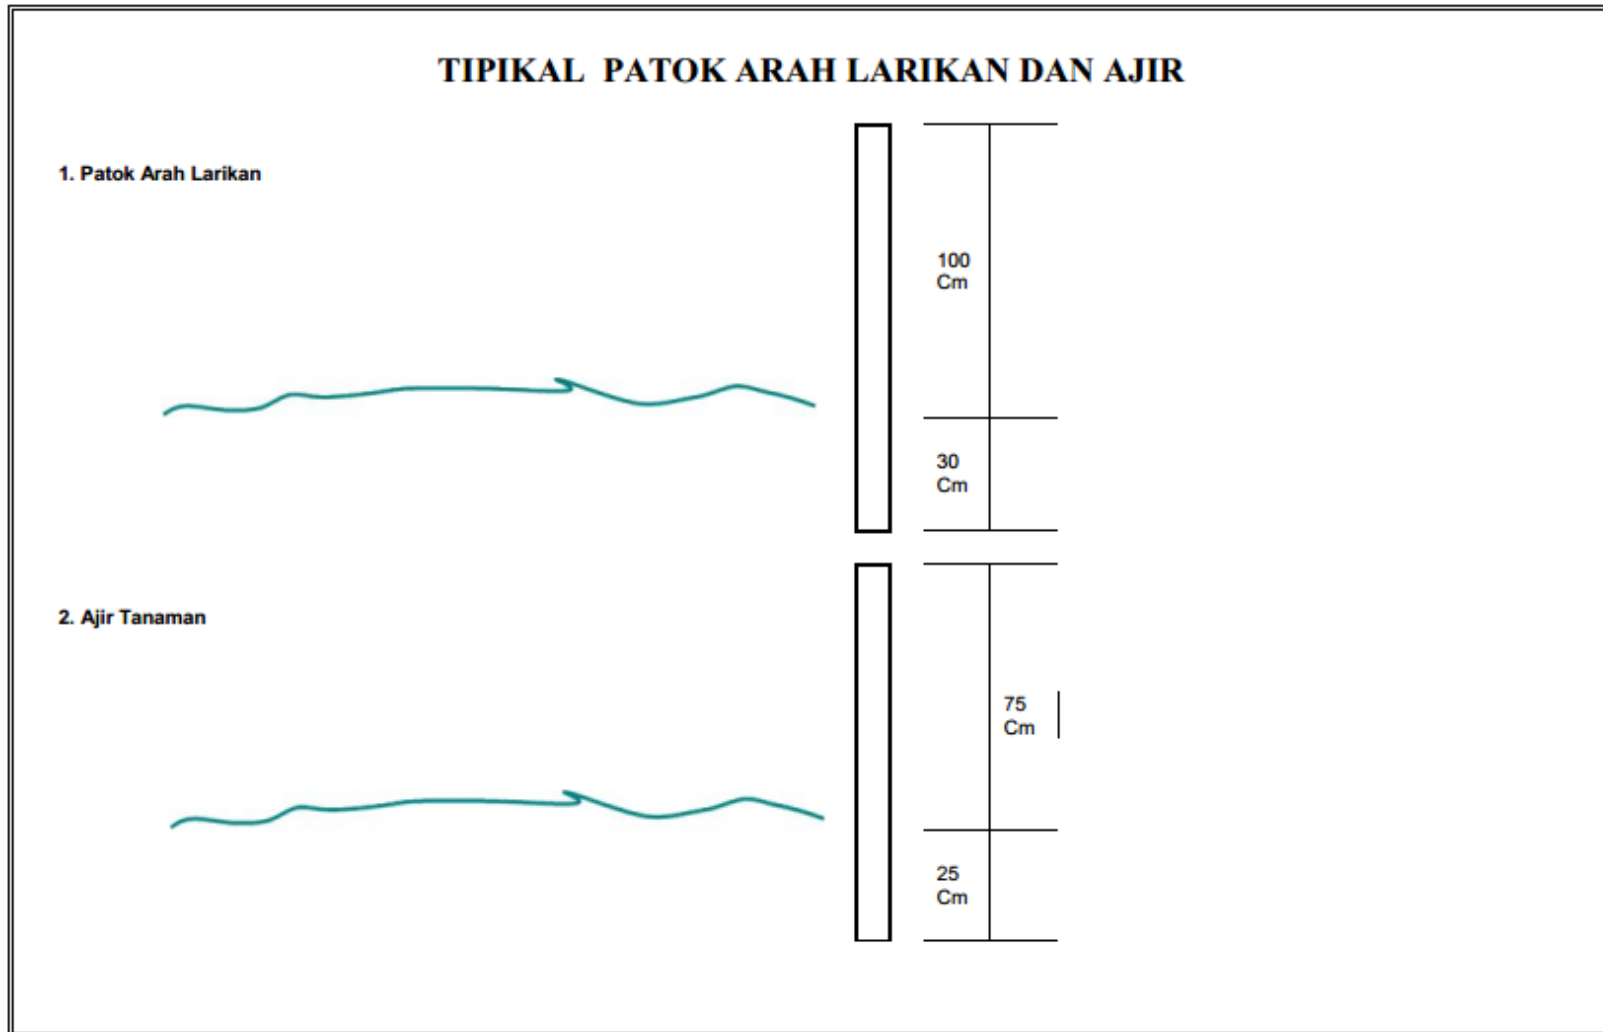 TIPIKAL PATOK ARAH LARIKAN DAN AJIR
1. Patok Arah Larikan
100
Cm
30
Cm
2. Ajir Tanaman
75
Cm
25
Cm